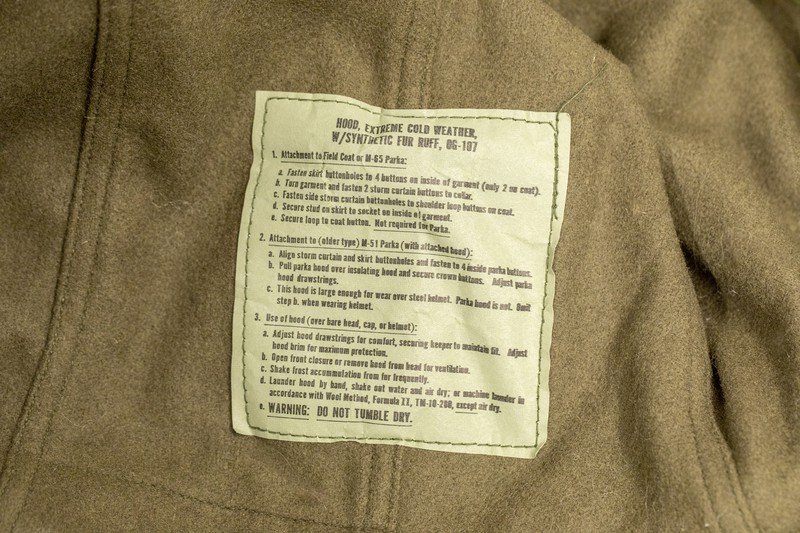 HOOD, EXTREME COLD WEATHER,
W/SYNTHETIC FUR RUFF, OG-107
1. Attachment to Field Coat or M-65 Parka:
a. Fasten skirt buttonholes to 4 buttons on inside of garment (only 2 on coat).
b. Turn garment and fasten 2 storm curtain buttons to collar.
c. Fasten side storm curtain buttonholes to shoulder loop buttons on coat.
d. Secure stud on skirt to socket on inside of garment.
e. Secure loop to coat button. Not required for Parka.
2. Attachment to (older type) M-51 Parka (with attached hood):
a. Align storm curtain and skirt buttonholes and fasten to 4 inside parka buttons.
b. Pull parka hood over insulating hood and secure crown buttons. Adjust parka
hood drawstrings.
c. This hood is large enough for wear over steel helmet. Parka hood is not. Omit
step b. when wearing helmet.
3. Use of hood (over bare head, cap, or helmet):
a. Adjust hood drawstrings for comfort, securing keeper to maintain fit. Adjust
hood brim for maximum protection.
b. Open front closure or remove hood from head for ventilation.
c. Shake frost accummutation from fur frequently.
d. Launder hood by hand, shake out water and air dry; or machine launder in
accordance with Wool Method, Formula II, TM-10-280, except air dry.
e. WARNING: DO NOT TUMBLE DRY.